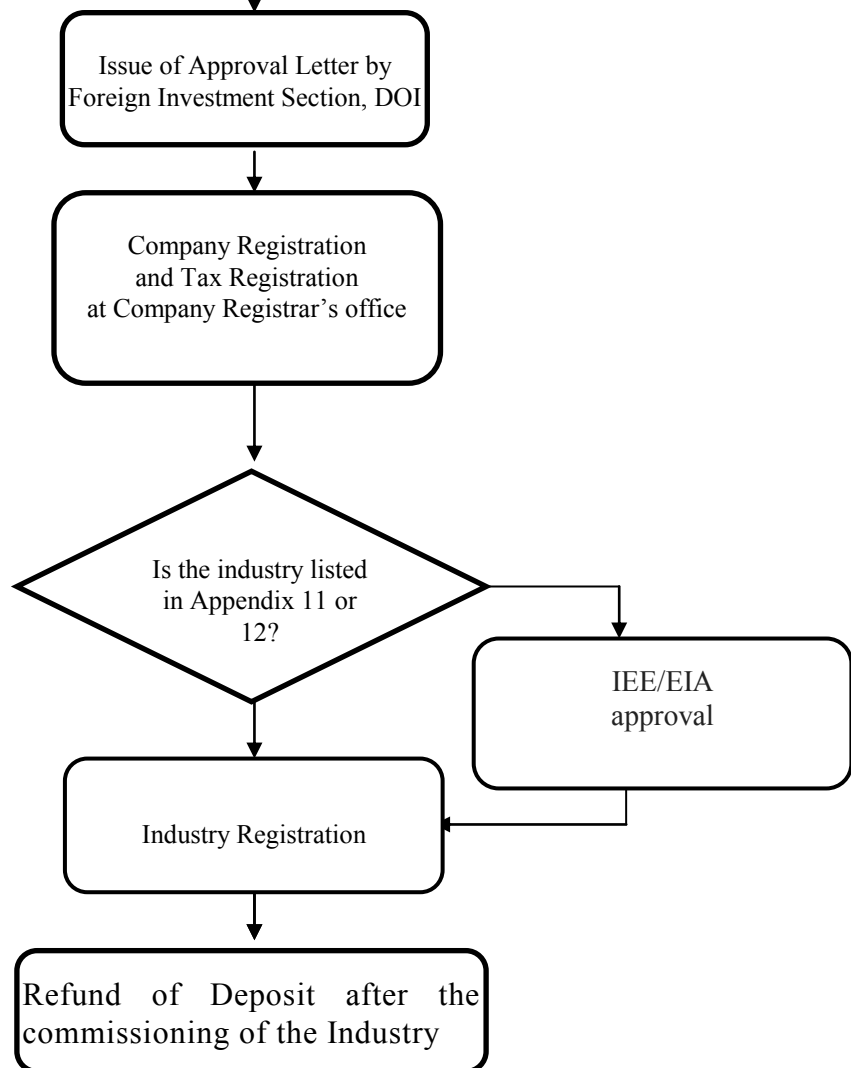 Issue of Approval Letter by
Foreign Investment Section, DOI
Company Registration
and Tax Registration
at Company Registrar’s office
Is the industry listed
in Appendix 11 or
12?
IEE/EIA
approval
Industry Registration
Refund of Deposit after the
commissioning of the Industry